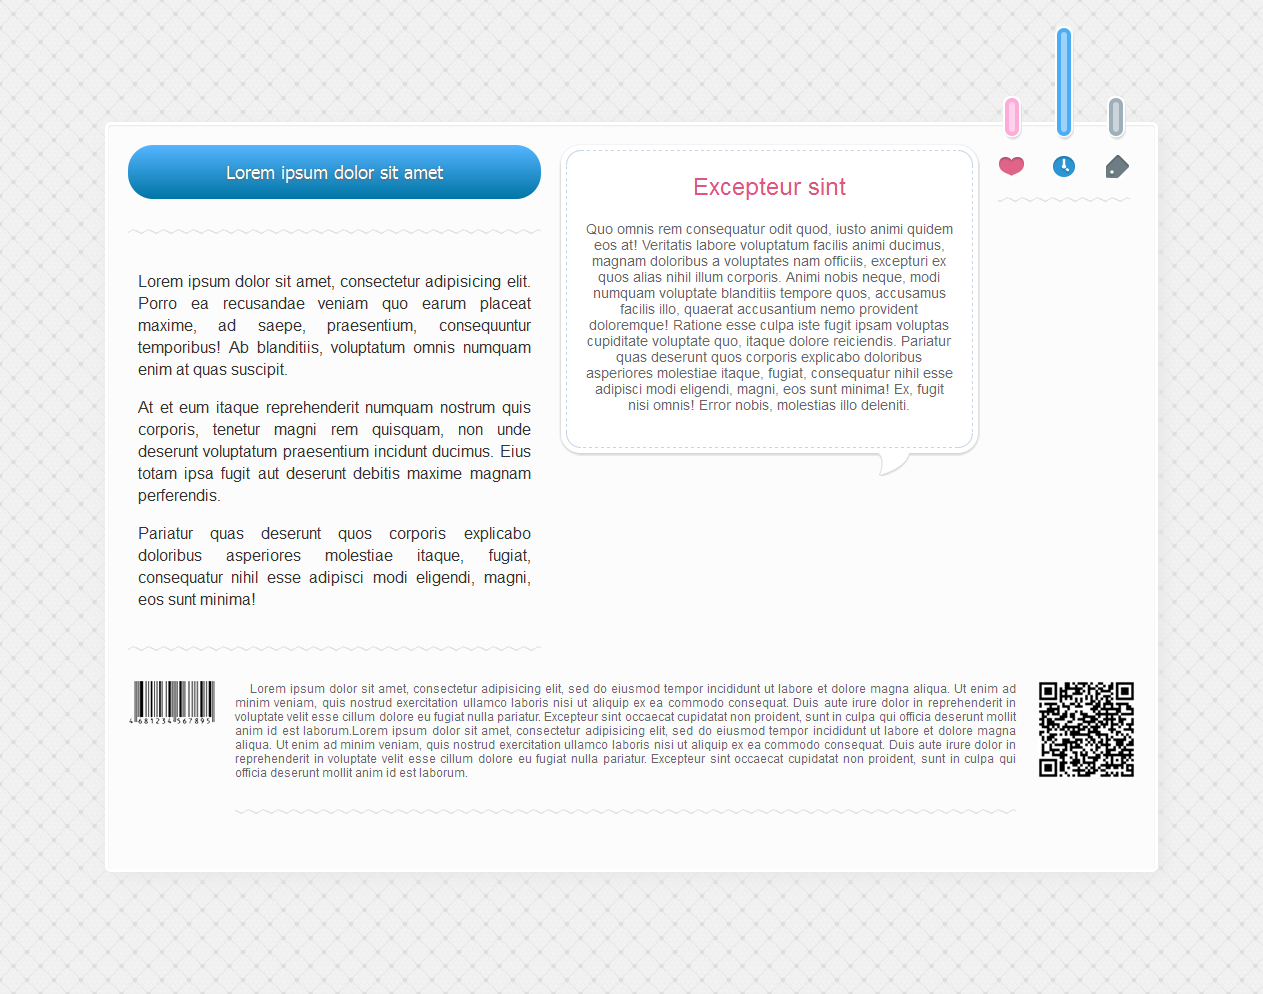 Lorem ipsum dolor sit amet
Lorem ipsum dolor sit amet, consectetur adipisicing elit.
Porro ea recusandae veniam quo earum placeat
maxime, ad saepe, praesentium, consequuntur
temporibus! Ab blanditiis, voluptatum omnis numquam
enim at quas suscipit.
At et eum itaque reprehenderit numquam nostrum quis
corporis, tenetur magni rem quisquam, non unde
deserunt voluptatum praesentium incidunt ducimus. Eius
totam ipsa fugit aut deserunt debitis maxime magnam
perferendis.
Pariatur quas deserunt quos corporis explicabo
doloribus asperiores molestiae itaque, fugiat,
consequatur nihil esse adipisci modi eligendi, magni,
eos sunt minima!
Excepteur sint
Quo omnis rem consequatur odit quod, iusto animi quidem
eos at! Veritatis labore voluptatum facilis animi ducimus,
magnam doloribus a voluptates nam officiis, excepturi ex
quos alias nihil illum corporis. Animi nobis neque, modi
numquam voluptate blanditiis tempore quos, accusamus
facilis illo, quaerat accusantium nemo provident
doloremque! Ratione esse culpa iste fugit ipsam voluptas
cupiditate voluptate quo, itaque dolore reiciendis. Pariatur
quas deserunt quos corporis explicabo doloribus
asperiores molestiae itaque, fugiat, consequatur nihil esse
adipisci modi eligendi, magni, eos sunt minima! Ex, fugit
nisi omnis! Error nobis, molestias illo deleniti.
4 681234 567895
Lorem ipsum dolor sit amet, consectetur adipisicing elit, sed do eiusmod tempor incididunt ut labore et dolore magna aliqua. Ut enim ad
minim veniam, quis nostrud exercitation ullamco laboris nisi ut aliquip ex ea commodo consequat. Duis aute irure dolor in reprehenderit in
voluptate velit esse cillum dolore eu fugiat nulla pariatur. Excepteur sint occaecat cupidatat non proident, sunt in culpa qui officia deserunt mollit
anim id est laborum.Lorem ipsum dolor sit amet, consectetur adipisicing elit, sed do eiusmod tempor incididunt ut labore et dolore magna
aliqua. Ut enim ad minim veniam, quis nostrud exercitation ullamco laboris nisi ut aliquip ex ea commodo consequat. Duis aute irure dolor in
reprehenderit in voluptate velit esse cillum dolore eu fugiat nulla pariatur. Excepteur sint occaecat cupidatat non proident, sunt in culpa qui
officia deserunt mollit anim id est laborum.